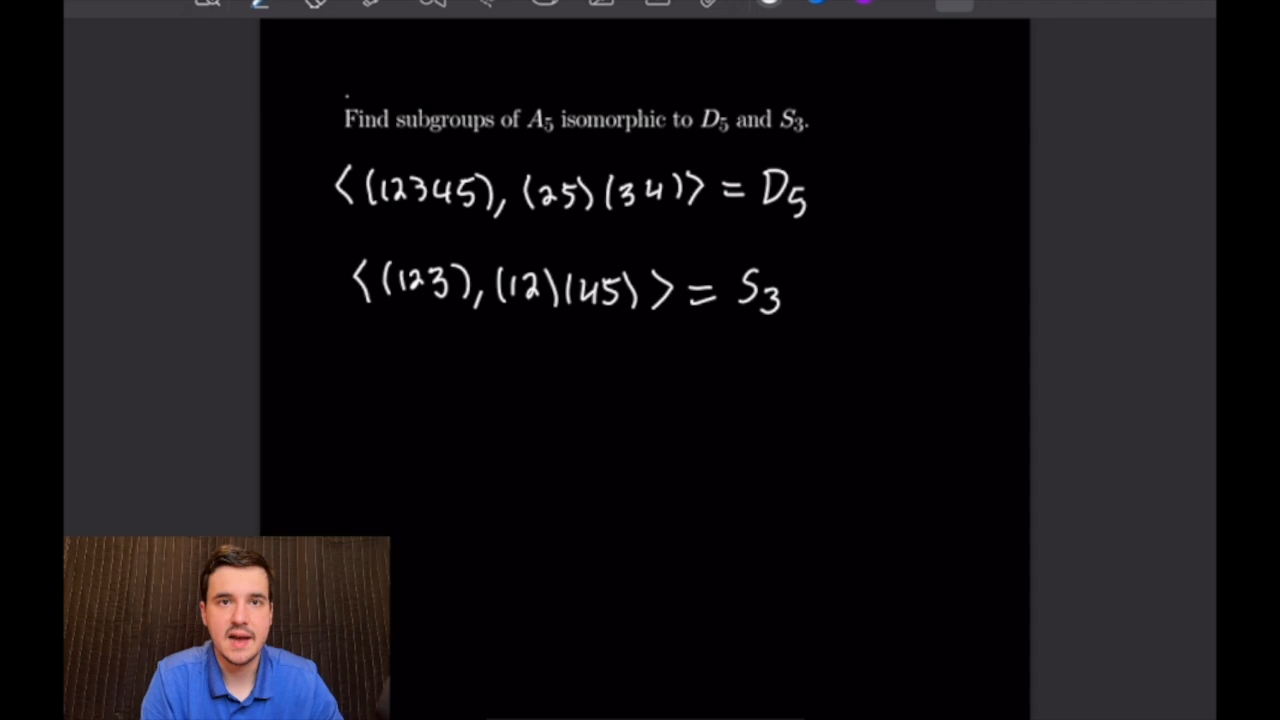 Find subgroups of A₅ isomorphic to D₅ and S₃.
⟨(12345), (25)(34)⟩ = D₅
⟨(123), (12)(45)⟩ = S₃